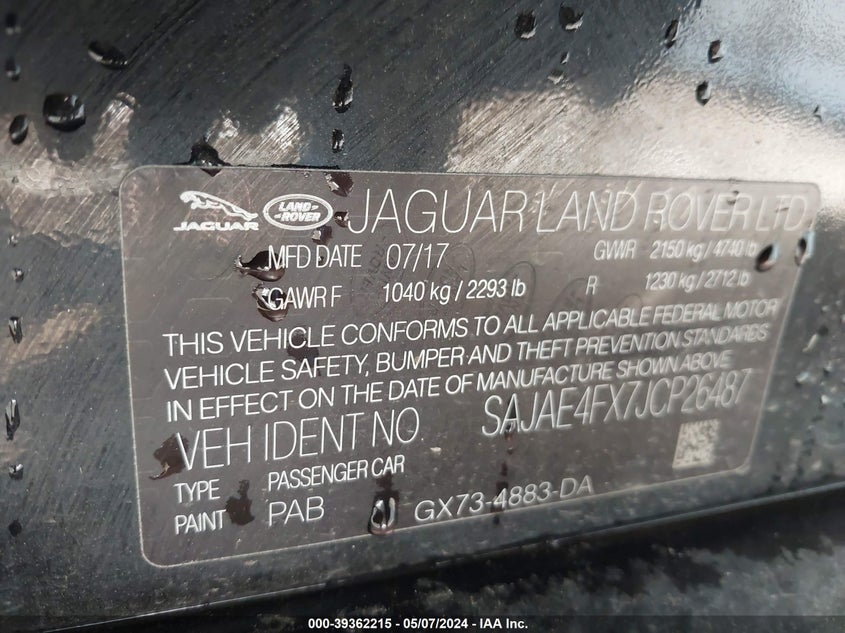 JAGUAR LAND ROVER JAGUAR LAND ROVER LTD
MFD DATE 07/17 GVWR 2150 kg / 4740 lb
GAWR F 1040 kg / 2293 lb R 1230 kg / 2712 lb
THIS VEHICLE CONFORMS TO ALL APPLICABLE FEDERAL MOTOR
VEHICLE SAFETY, BUMPER AND THEFT PREVENTION STANDARDS
IN EFFECT ON THE DATE OF MANUFACTURE SHOWN ABOVE
VEH IDENT NO SAJAE4FX7JCP26487
TYPE PASSENGER CAR
PAINT PAB GX73-4883-DA
000-39362215 - 05/07/2024 - IAA Inc.